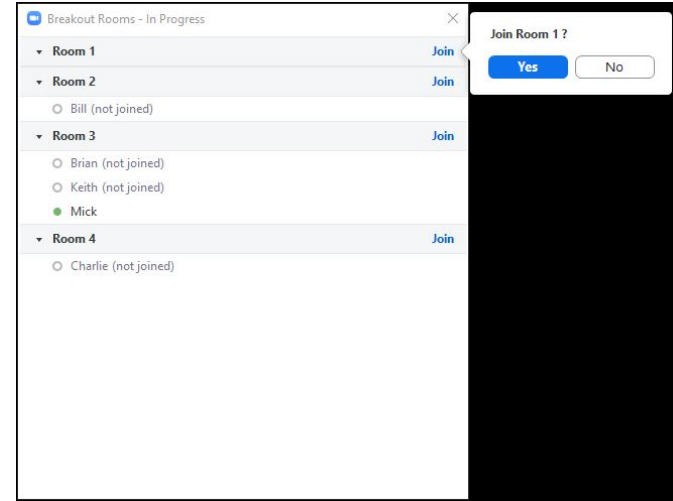 Breakout Rooms - In Progress
Join Room 1 ?
Yes No
Room 1 Join
Room 2 Join
Bill (not joined)
Room 3 Join
Brian (not joined)
Keith (not joined)
Mick
Room 4 Join
Charlie (not joined)